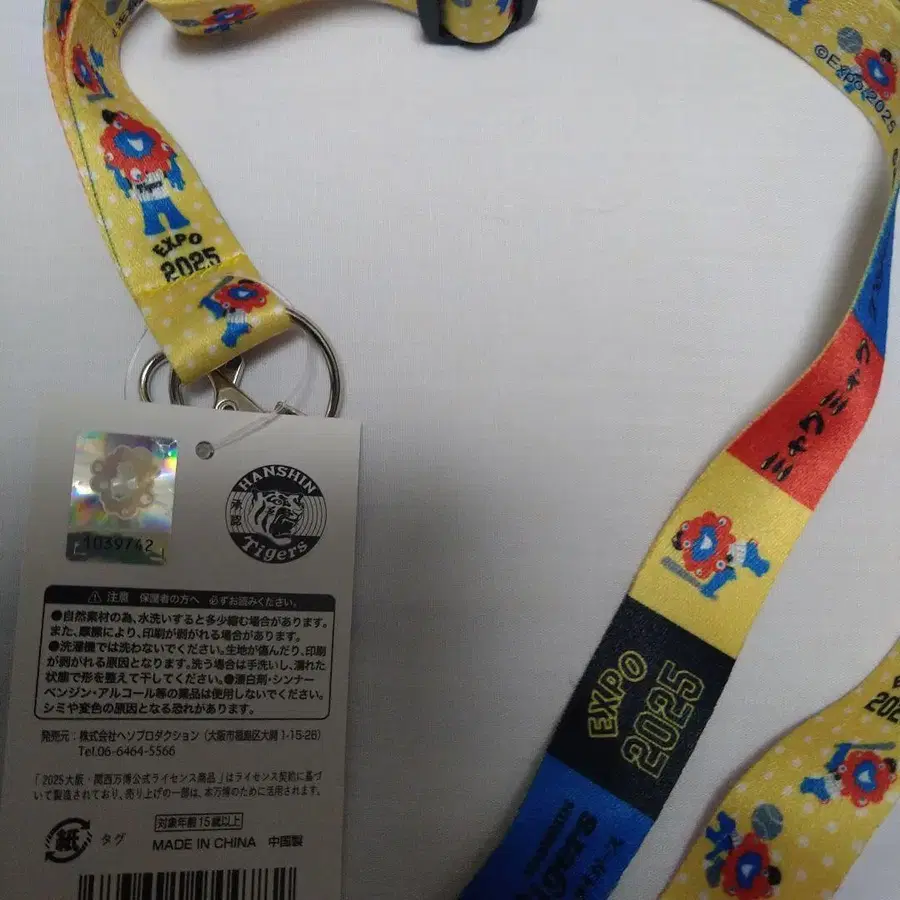 ©Expo 2025
EXPO
2025
ミャクミャク
1039742
HANSHIN
承認
Tigers
注意 保護者の方へ 必ずお読みください。
●自然素材の為、水洗いすると多少縮む場合があります。
また、摩擦により、印刷が剥がれる場合があります。
●洗濯機では洗わないでください。生地が傷んだり、印刷
が剥がれる原因となります。洗う場合は手洗いし、濡れた
状態で形を整えて干してください。●漂白剤・シンナー
ベンジン・アルコール等の薬品は使用しないでください。
シミや変色の原因となる恐れがあります。
発売元:株式会社ヘソプロダクション(大阪市福島区大開1-15-28)
Tel.06-6464-5566
「2025大阪・関西万博公式ライセンス商品」はライセンス契約に基づ
いて製造されており、売り上げの一部は、本万博のために活用されます。
紙 タグ
対象年齢15歳以上
MADE IN CHINA 中国製
EXPO
2025
Tigers